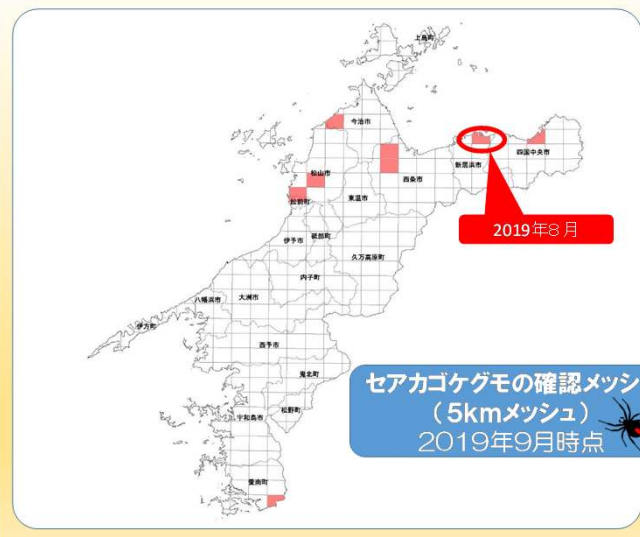 上島町
今治市
四国中央市
新居浜市
西条市
松山市
東温市
松前町
砥部町
伊予市
久万高原町
内子町
大洲市
八幡浜市
伊方町
西予市
鬼北町
松野町
宇和島市
愛南町
2019年8月
セアカゴケグモの確認メッシ
（5kmメッシュ）
2019年9月時点